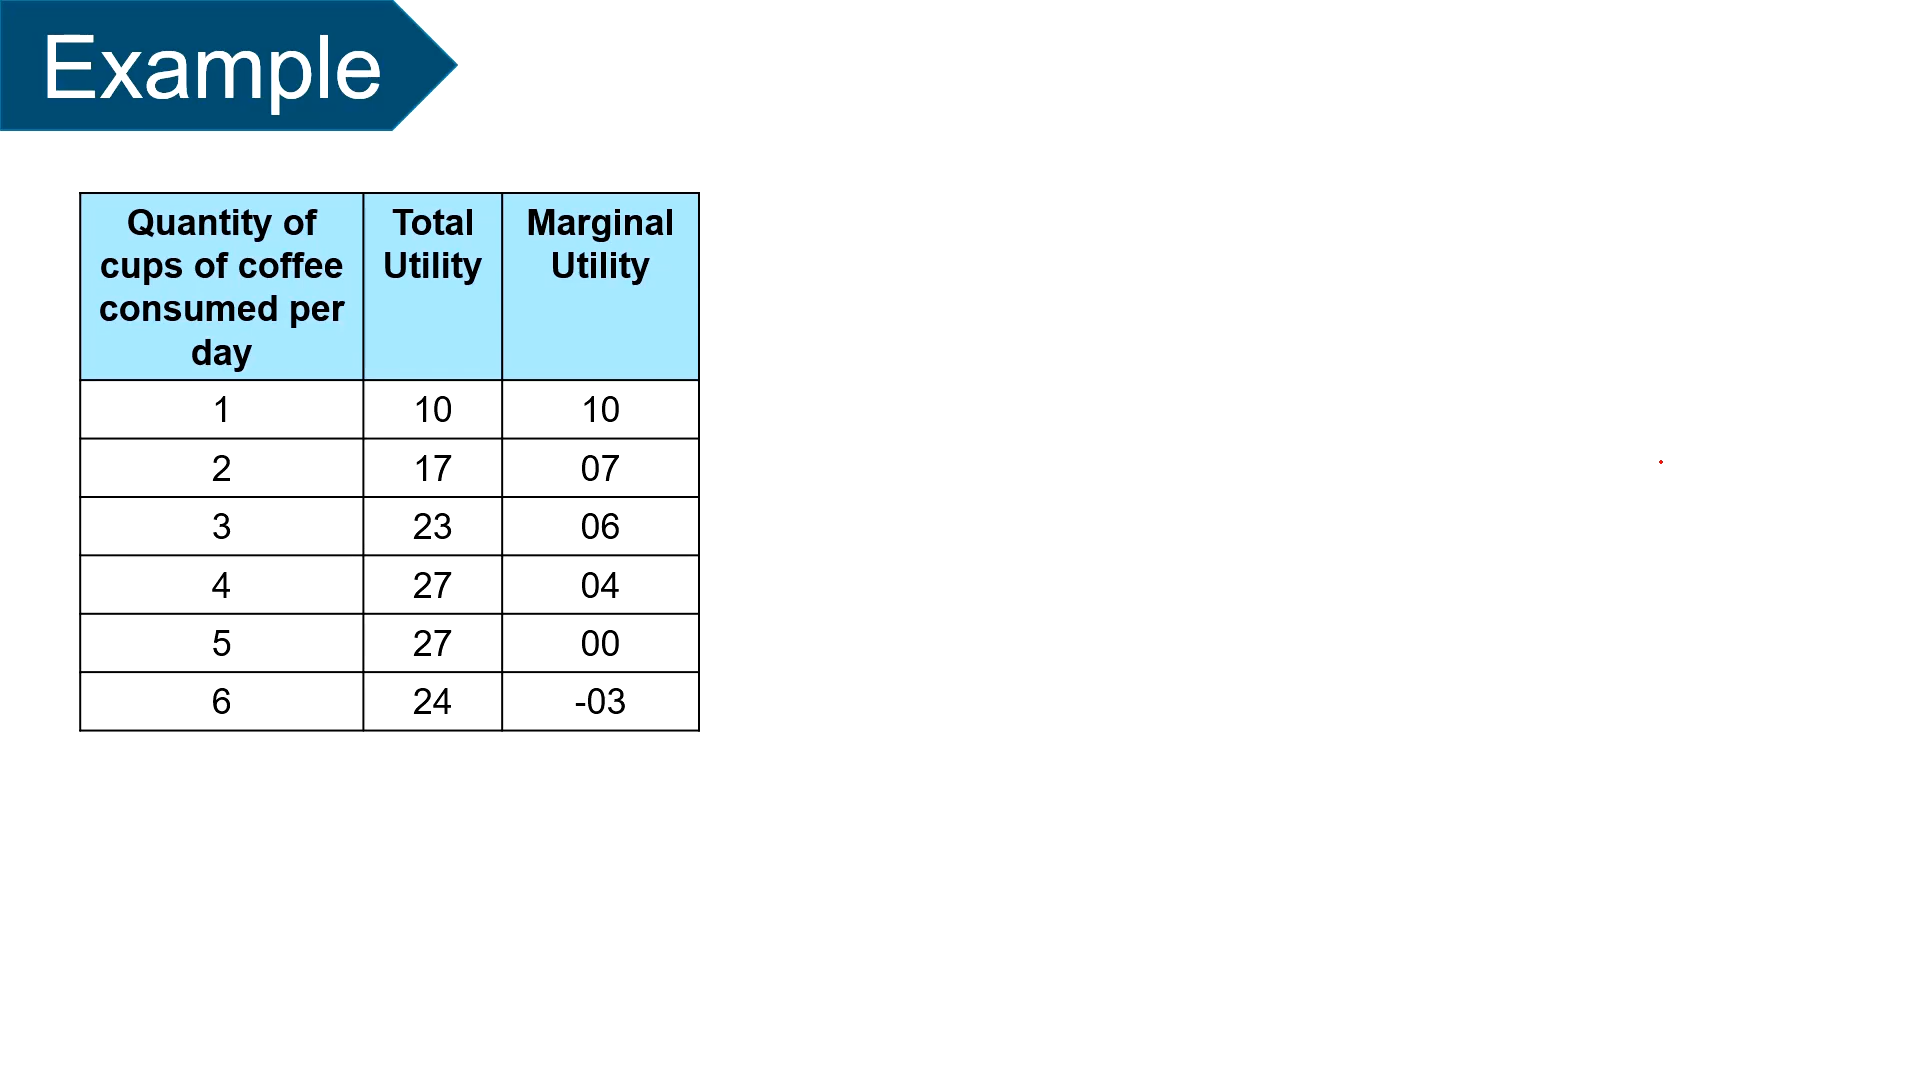 Example
Quantity of
cups of coffee
consumed per
day
Total
Utility
Marginal
Utility
1 10 10
2 17 07
3 23 06
4 27 04
5 27 00
6 24 -03